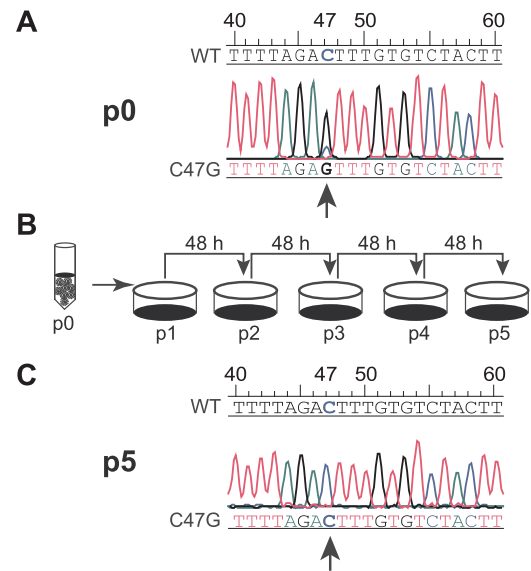 A
40 47 50 60
WT TTTTAGACTTTGTGTCTACTT
p0
C47G TTTTAGAGTTTGTGTCTACTT
B
48 h 48 h 48 h 48 h
p0 p1 p2 p3 p4 p5
C
40 47 50 60
WT TTTTAGACTTTGTGTCTACTT
p5
C47G TTTTAGACTTTGTGTCTACTT